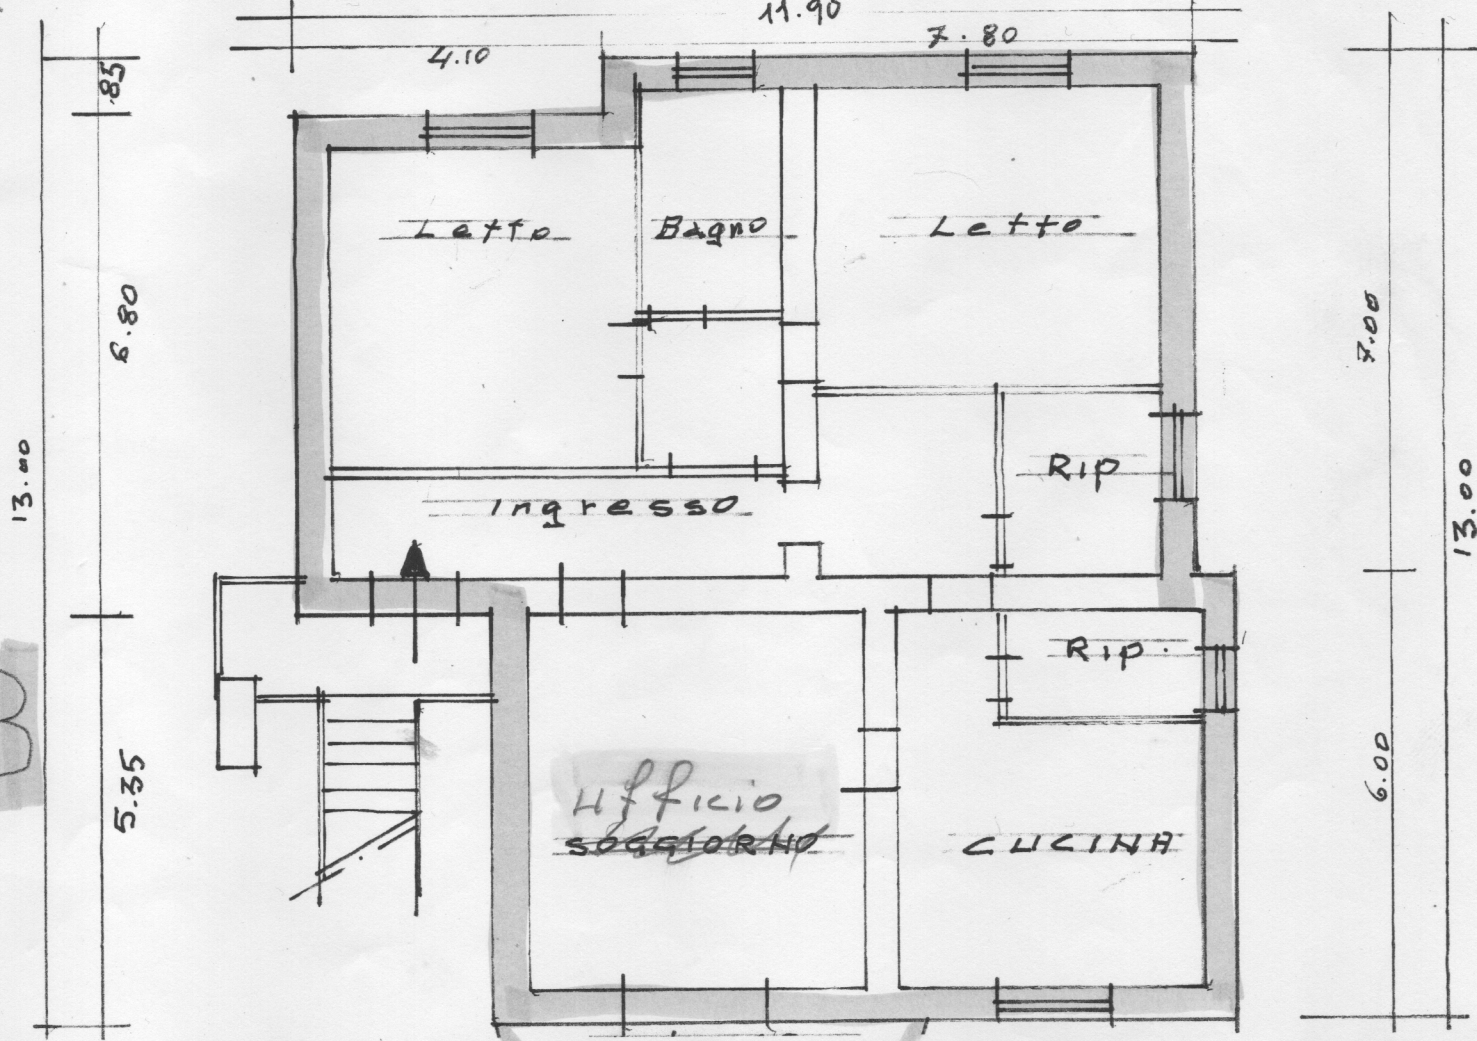 11.90
4.10
7.80
.85
Letto
Bagno
Letto
6.80
7.00
13.00
Rip
Ingresso
13.00
Rip.
5.35
6.00
ufficio
SOGGIORNO
CUCINA